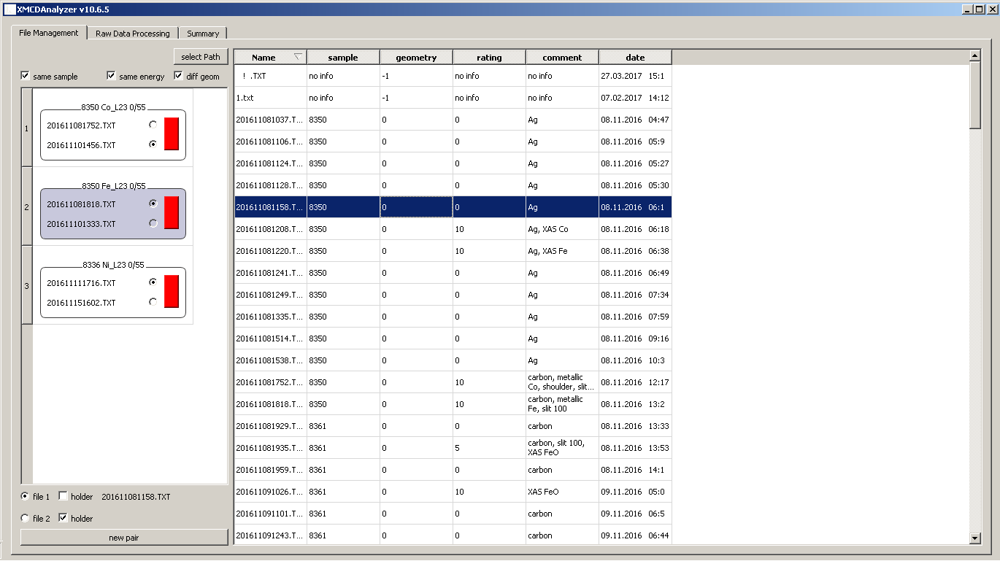 XMCDAnalyzer v10.6.5
File Management Raw Data Processing Summary
select Path
same sample same energy diff geom
1
8350 Co_L23 0/55
201611081752.TXT
201611101456.TXT
2
8350 Fe_L23 0/55
201611081818.TXT
201611101333.TXT
3
8336 Ni_L23 0/55
201611111716.TXT
201611151602.TXT
file 1 holder 201611081158.TXT
file 2 holder
new pair
Name sample geometry rating comment date
! .TXT no info -1 no info no info 27.03.2017 15:1
1.txt no info -1 no info no info 07.02.2017 14:12
201611081037.T... 8350 0 0 Ag 08.11.2016 04:47
201611081106.T... 8350 0 0 Ag 08.11.2016 05:9
201611081124.T... 8350 0 0 Ag 08.11.2016 05:27
201611081128.T... 8350 0 0 Ag 08.11.2016 05:30
201611081158.T... 8350 0 0 Ag 08.11.2016 06:1
201611081208.T... 8350 0 10 Ag, XAS Co 08.11.2016 06:18
201611081220.T... 8350 0 10 Ag, XAS Fe 08.11.2016 06:38
201611081241.T... 8350 0 0 Ag 08.11.2016 06:49
201611081249.T... 8350 0 0 Ag 08.11.2016 07:34
201611081335.T... 8350 0 0 Ag 08.11.2016 07:59
201611081514.T... 8350 0 0 Ag 08.11.2016 09:16
201611081538.T... 8350 0 0 Ag 08.11.2016 10:3
201611081752.T... 8350 0 10 carbon, metallic
Co, shoulder, slit... 08.11.2016 12:17
201611081818.T... 8350 0 10 carbon, metallic
Fe, slit 100 08.11.2016 13:2
201611081929.T... 8361 0 0 carbon 08.11.2016 13:33
201611081935.T... 8361 0 5 carbon, slit 100,
XAS FeO 08.11.2016 13:53
201611081959.T... 8361 0 0 carbon 08.11.2016 14:1
201611091026.T... 8361 0 10 XAS FeO 09.11.2016 05:0
201611091101.T... 8361 0 0 carbon 09.11.2016 06:5
201611091243.T... 8361 0 0 carbon 09.11.2016 06:44